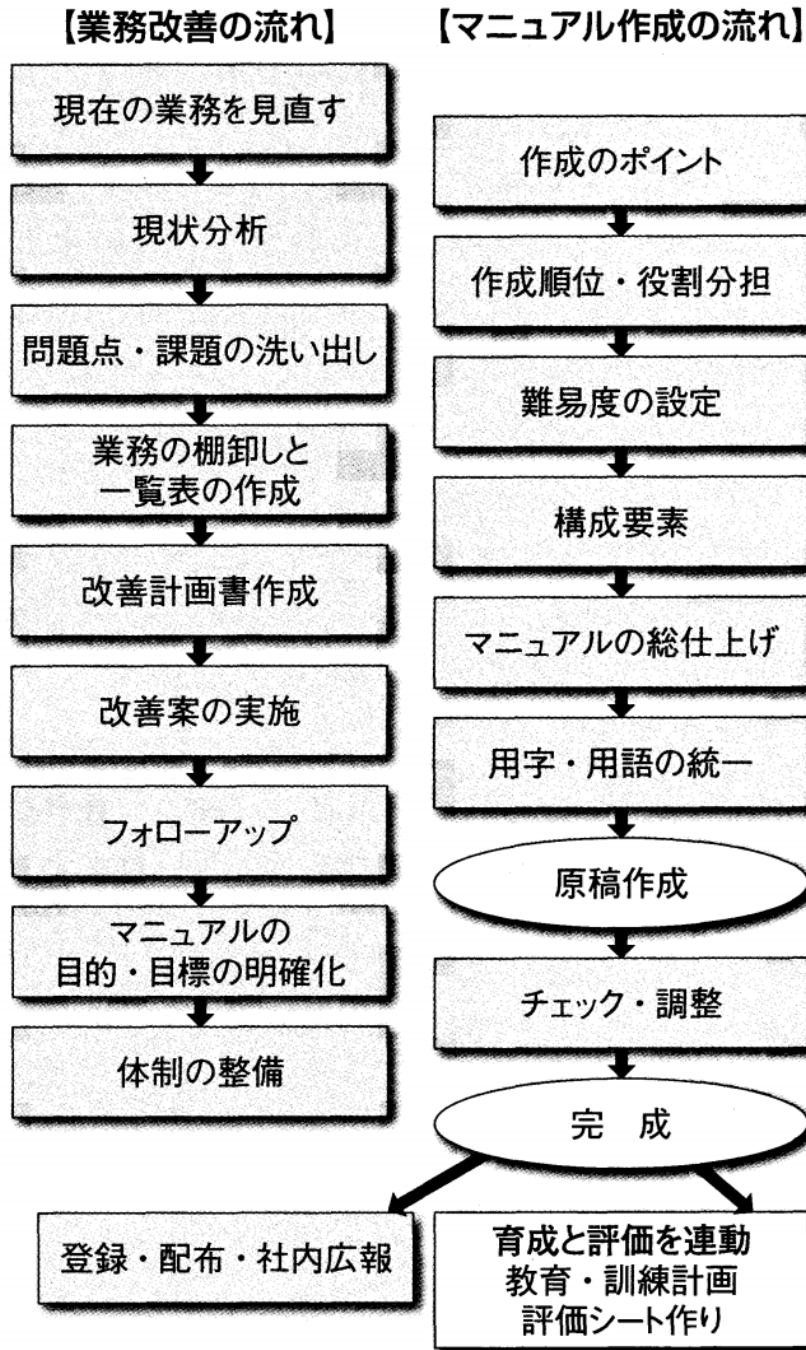 【業務改善の流れ】
現在の業務を見直す
現状分析
問題点・課題の洗い出し
業務の棚卸しと
一覧表の作成
改善計画書作成
改善案の実施
フォローアップ
マニュアルの
目的・目標の明確化
体制の整備
【マニュアル作成の流れ】
作成のポイント
作成順位・役割分担
難易度の設定
構成要素
マニュアルの総仕上げ
用字・用語の統一
原稿作成
チェック・調整
完　成
登録・配布・社内広報
育成と評価を連動
教育・訓練計画
評価シート作り